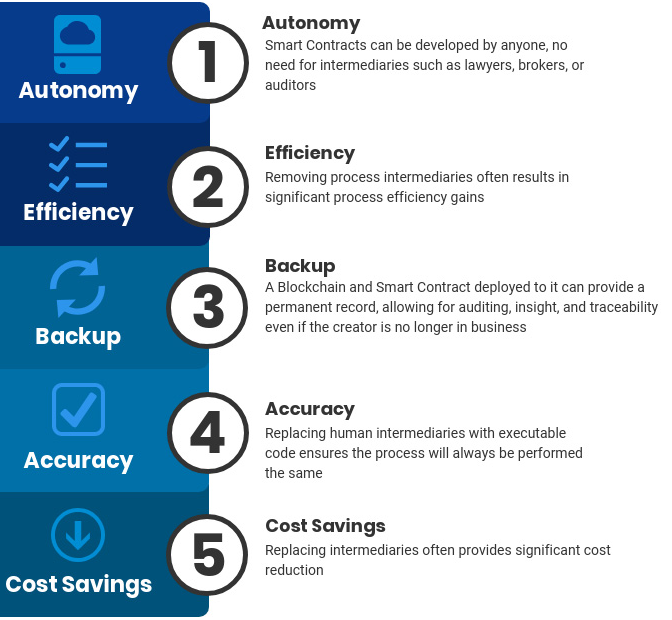 Autonomy
1
Autonomy
Smart Contracts can be developed by anyone, no
need for intermediaries such as lawyers, brokers, or
auditors
Efficiency
2
Efficiency
Removing process intermediaries often results in
significant process efficiency gains
Backup
3
Backup
A Blockchain and Smart Contract deployed to it can provide a
permanent record, allowing for auditing, insight, and traceability
even if the creator is no longer in business
Accuracy
4
Accuracy
Replacing human intermediaries with executable
code ensures the process will always be performed
the same
Cost Savings
5
Cost Savings
Replacing intermediaries often provides significant cost
reduction